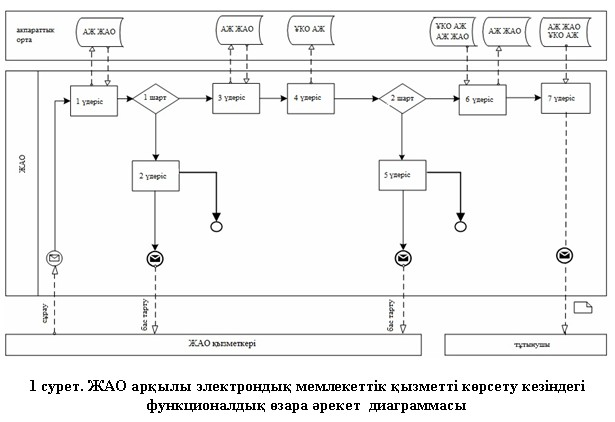 ақпараттық
орта
АЖ ЖАО
АЖ ЖАО
ҰКО АЖ
ҰКО АЖ
АЖ ЖАО
АЖ ЖАО
АЖ ЖАО
ҰКО АЖ
ЖАО
1 үдеріс
1 шарт
3 үдеріс
4 үдеріс
2 шарт
6 үдеріс
7 үдеріс
2 үдеріс
5 үдеріс
сұрау
бас тарту
бас тарту
ЖАО қызметкері
тұтынушы
1 сурет. ЖАО арқылы электрондық мемлекеттік қызметті көрсету кезіндегі
функционалдық өзара әрекет диаграммасы